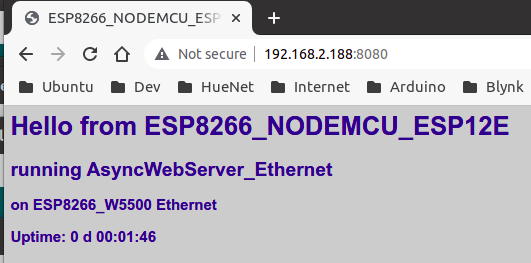 ESP8266_NODEMCU_ESP
Not secure 192.168.2.188:8080
Ubuntu Dev HueNet Internet Arduino Blynk
Hello from ESP8266_NODEMCU_ESP12E
running AsyncWebServer_Ethernet
on ESP8266_W5500 Ethernet
Uptime: 0 d 00:01:46